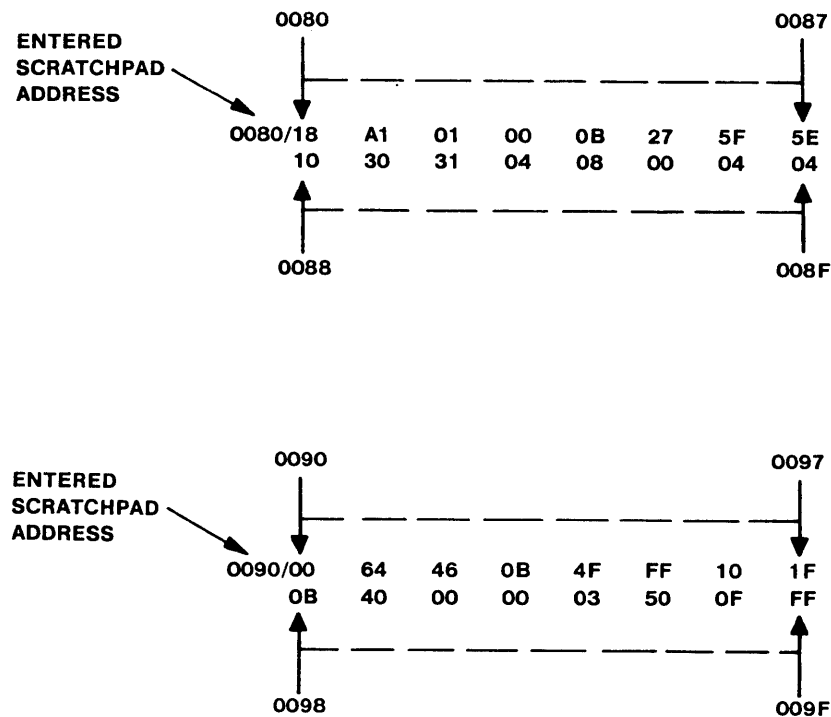 0080 0087
ENTERED
SCRATCHPAD
ADDRESS
0080/18 A1 01 00 0B 27 5F 5E
10 30 31 04 08 00 04 04
0088 008F
0090 0097
ENTERED
SCRATCHPAD
ADDRESS
0090/00 64 46 0B 4F FF 10 1F
0B 40 00 00 03 50 0F FF
0098 009F